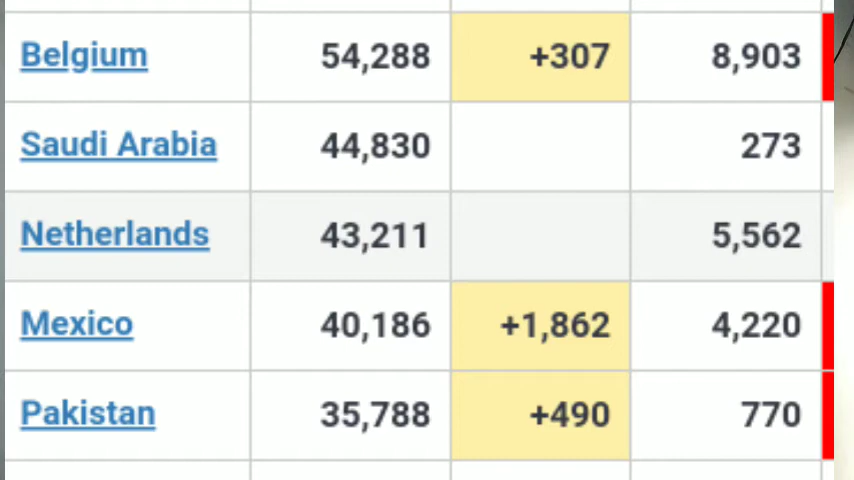 Belgium 54,288 +307 8,903
Saudi Arabia 44,830 273
Netherlands 43,211 5,562
Mexico 40,186 +1,862 4,220
Pakistan 35,788 +490 770